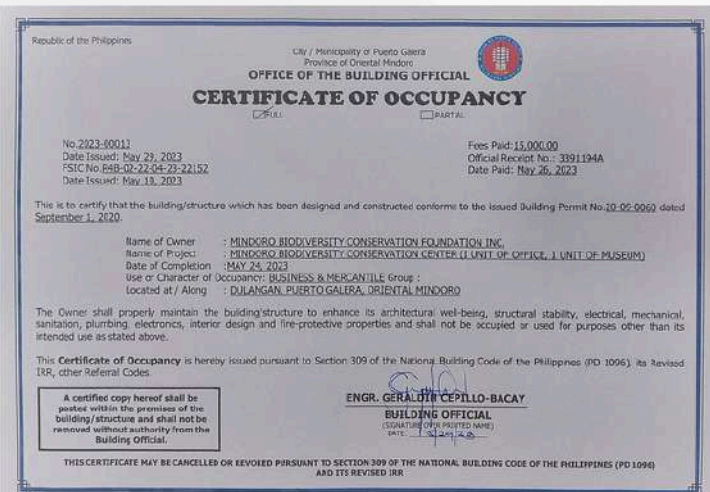 Republic of the Philippines
City / Municipality of Puerto Galera
Province of Oriental Mindoro
OFFICE OF THE BUILDING OFFICIAL
CERTIFICATE OF OCCUPANCY
FULL
PARTIAL
No.2023-00013
Date Issued: May 29, 2023
FSIC No.R4B-02-22-04-23-22152
Date Issued: May 19, 2023
Fees Paid:15,000.00
Official Receipt No.: 3391194A
Date Paid: May 26, 2023
This is to certify that the building/structure which has been designed and constructed conforms to the issued Building Permit No.20-09-0060 dated
September 1, 2020.
Name of Owner : MINDORO BIODIVERSITY CONSERVATION FOUNDATION INC.
Name of Project : MINDORO BIODIVERSITY CONSERVATION CENTER (1 UNIT OF OFFICE, 1 UNIT OF MUSEUM)
Date of Completion :MAY 24, 2023
Use or Character of Occupancy: BUSINESS & MERCANTILE Group :
Located at / Along : DULANGAN, PUERTO GALERA, ORIENTAL MINDORO
The Owner shall properly maintain the building/structure to enhance its architectural well-being, structural stability, electrical, mechanical,
sanitation, plumbing, electronics, interior design and fire-protective properties and shall not be occupied or used for purposes other than its
intended use as stated above.
This Certificate of Occupancy is hereby issued pursuant to Section 309 of the National Building Code of the Philippines (PD 1096), its Revised
IRR, other Referral Codes.
A certified copy hereof shall be
posted within the premises of the
building/structure and shall not be
removed without authority from the
Building Official.
ENGR. GERALDIE CEPILLO-BACAY
BUILDING OFFICIAL
(SIGNATURE OVER PRINTED NAME)
DATE:
THIS CERTIFICATE MAY BE CANCELLED OR REVOKED PURSUANT TO SECTION 309 OF THE NATIONAL BUILDING CODE OF THE PHILIPPINES (PD 1096)
AND ITS REVISED IRR